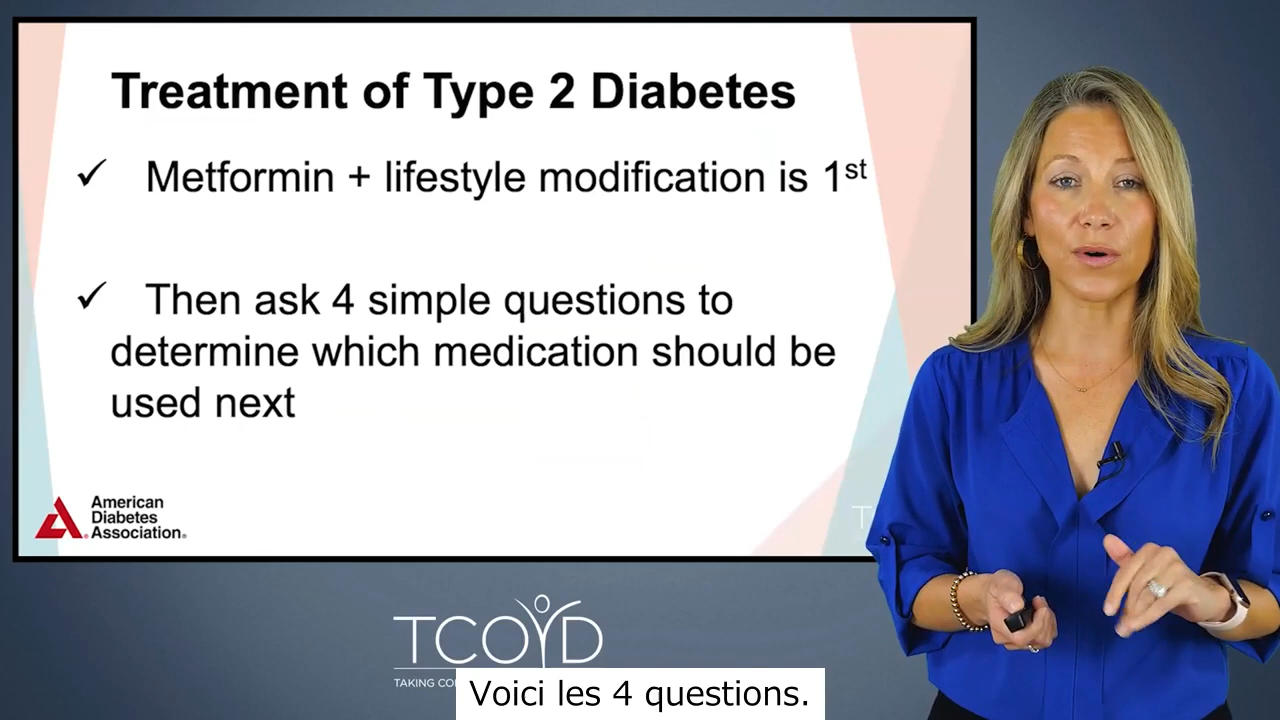 Treatment of Type 2 Diabetes
✓ Metformin + lifestyle modification is 1st
✓ Then ask 4 simple questions to
determine which medication should be
used next
American
Diabetes
Association®
TCOYD
TAKING
Voici les 4 questions.